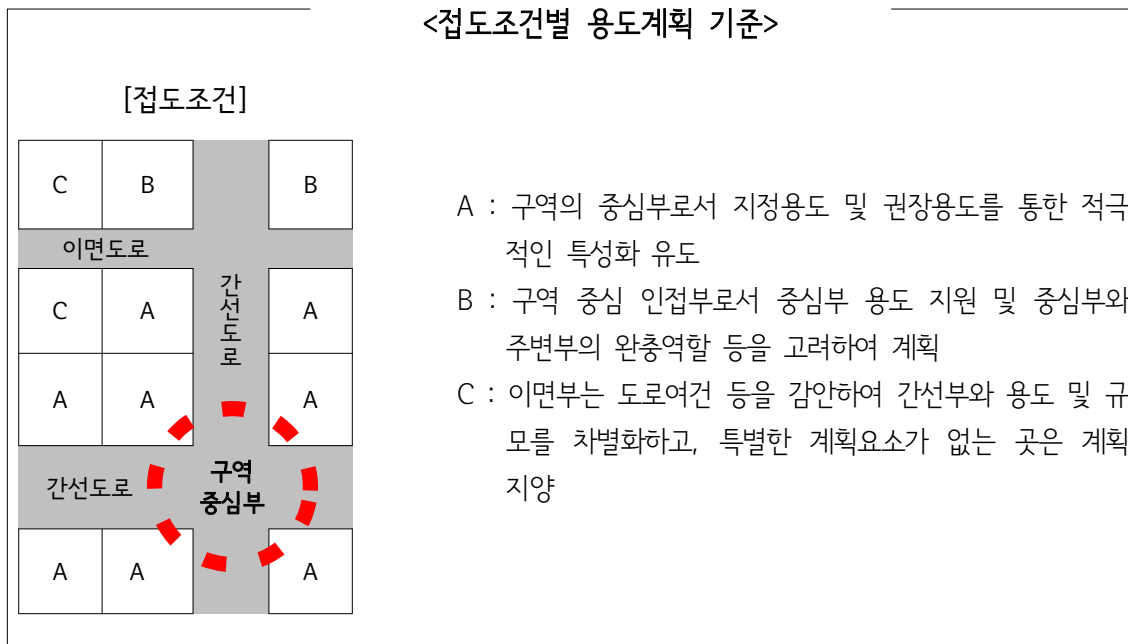 <접도조건별 용도계획 기준>
[접도조건]
C B B
이면도로
C A 간선도로 A
A A A
간선도로 구역
중심부
A A A
A : 구역의 중심부로서 지정용도 및 권장용도를 통한 적극
적인 특성화 유도
B : 구역 중심 인접부로서 중심부 용도 지원 및 중심부와
주변부의 완충역할 등을 고려하여 계획
C : 이면부는 도로여건 등을 감안하여 간선부와 용도 및 규
모를 차별화하고, 특별한 계획요소가 없는 곳은 계획
지양